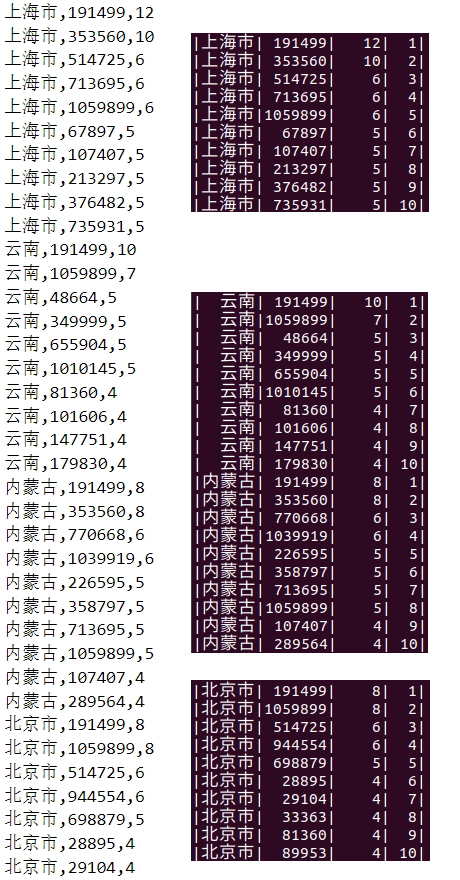 上海市,191499,12
上海市,353560,10
上海市,514725,6
上海市,713695,6
上海市,1059899,6
上海市,67897,5
上海市,107407,5
上海市,213297,5
上海市,376482,5
上海市,735931,5
云南,191499,10
云南,1059899,7
云南,48664,5
云南,349999,5
云南,655904,5
云南,1010145,5
云南,81360,4
云南,101606,4
云南,147751,4
云南,179830,4
内蒙古,191499,8
内蒙古,353560,8
内蒙古,770668,6
内蒙古,1039919,6
内蒙古,226595,5
内蒙古,358797,5
内蒙古,713695,5
内蒙古,1059899,5
内蒙古,107407,4
内蒙古,289564,4
北京市,191499,8
北京市,1059899,8
北京市,514725,6
北京市,944554,6
北京市,698879,5
北京市,28895,4
北京市,29104,4
|上海市| 191499| 12| 1|
|上海市| 353560| 10| 2|
|上海市| 514725| 6| 3|
|上海市| 713695| 6| 4|
|上海市|1059899| 6| 5|
|上海市| 67897| 5| 6|
|上海市| 107407| 5| 7|
|上海市| 213297| 5| 8|
|上海市| 376482| 5| 9|
|上海市| 735931| 5| 10|
| 云南| 191499| 10| 1|
| 云南|1059899| 7| 2|
| 云南| 48664| 5| 3|
| 云南| 349999| 5| 4|
| 云南| 655904| 5| 5|
| 云南|1010145| 5| 6|
| 云南| 81360| 4| 7|
| 云南| 101606| 4| 8|
| 云南| 147751| 4| 9|
| 云南| 179830| 4| 10|
|内蒙古| 191499| 8| 1|
|内蒙古| 353560| 8| 2|
|内蒙古| 770668| 6| 3|
|内蒙古|1039919| 6| 4|
|内蒙古| 226595| 5| 5|
|内蒙古| 358797| 5| 6|
|内蒙古| 713695| 5| 7|
|内蒙古|1059899| 5| 8|
|内蒙古| 107407| 4| 9|
|内蒙古| 289564| 4| 10|
|北京市| 191499| 8| 1|
|北京市|1059899| 8| 2|
|北京市| 514725| 6| 3|
|北京市| 944554| 6| 4|
|北京市| 698879| 5| 5|
|北京市| 28895| 4| 6|
|北京市| 29104| 4| 7|
|北京市| 33363| 4| 8|
|北京市| 81360| 4| 9|
|北京市| 89953| 4| 10|